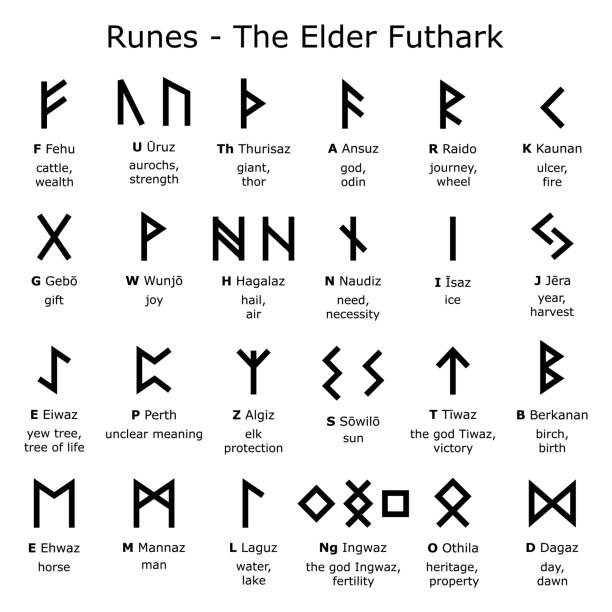 Runes - The Elder Futhark
ᚠ ᚢ ᚢ ᚦ ᚨ ᚱ ᚲ
F Fehu U Ūruz Th Thurisaz A Ansuz R Raido K Kaunan
cattle, aurochs, giant, god, journey, ulcer,
wealth strength thor odin wheel fire
ᚷ ᚹ ᚻ ᚺ ᚾ ᛁ ᛃ
G Gebō W Wunjō H Hagalaz N Naudiz I Īsaz J Jēra
gift joy hail, need, ice year,
air necessity harvest
ᛇ ᛈ ᛉ ᛊ ᛋ ᛏ ᛒ
E Eiwaz P Perth Z Algiz S Sōwilō T Tīwaz B Berkanan
yew tree, unclear meaning elk sun the god Tiwaz, birch,
tree of life protection victory birth
ᛖ ᛗ ᛚ ᛜ ᛝ ᛜ ᛟ ᛞ
E Ehwaz M Mannaz L Laguz Ng Ingwaz O Othila D Dagaz
horse man water, the god Ingwaz, heritage, day,
lake fertility property dawn